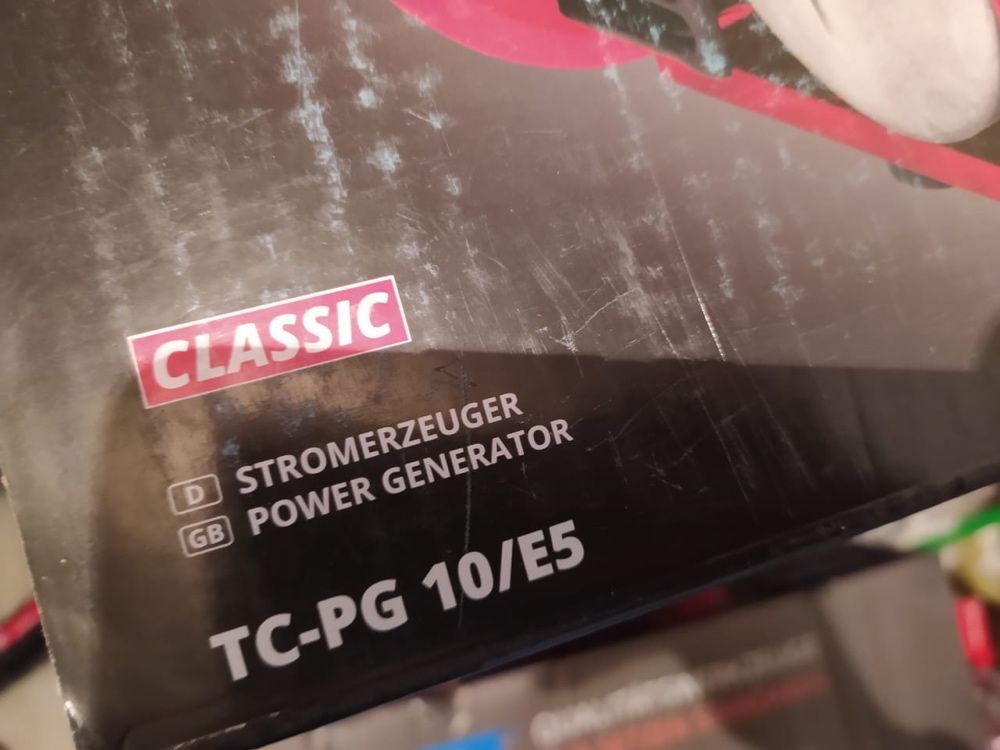 CLASSIC
D STROMERZEUGER
GB POWER GENERATOR
TC-PG 10/E5